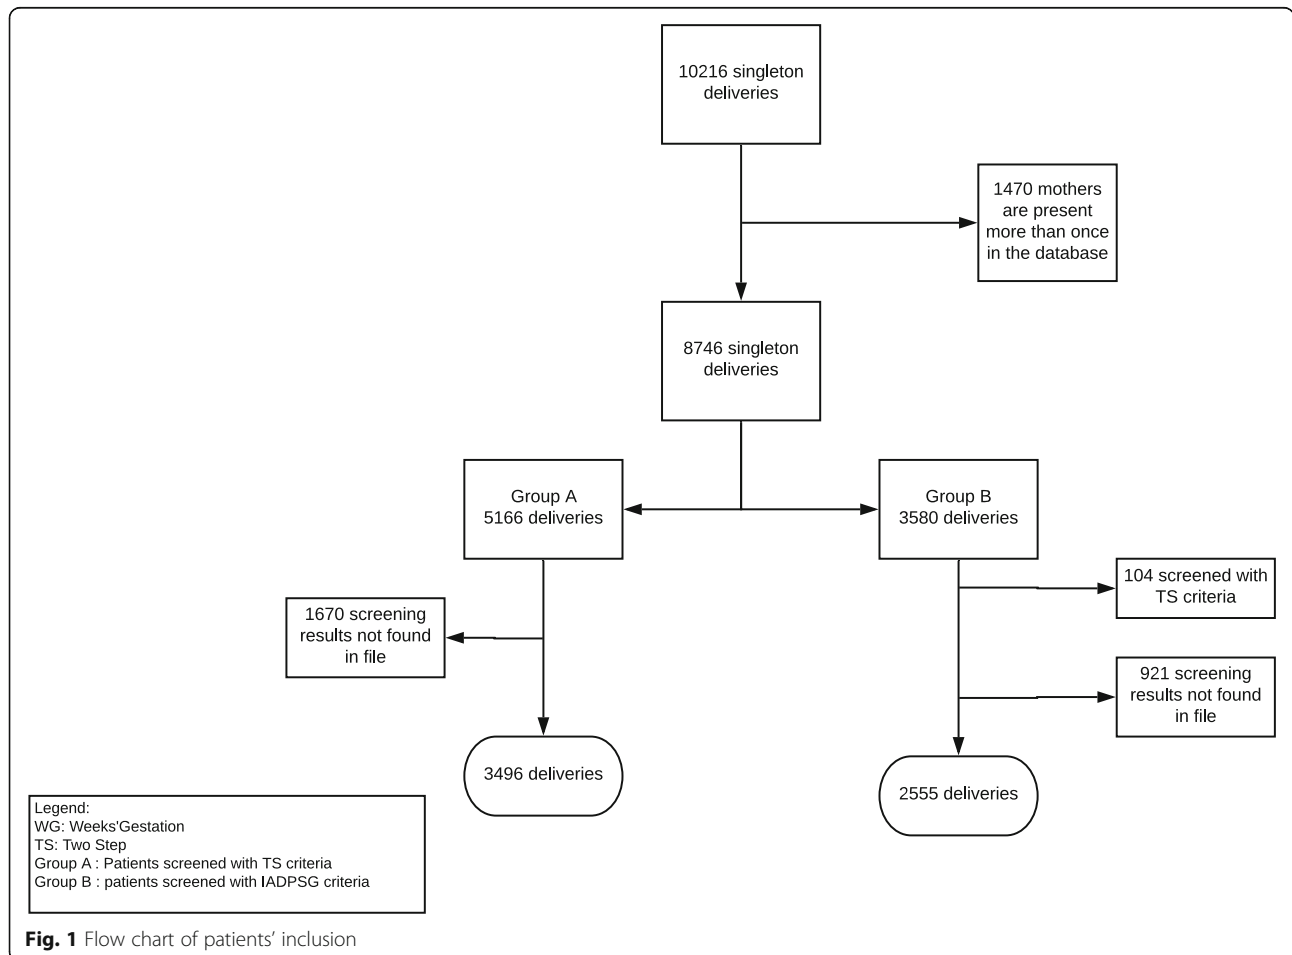 10216 singleton
deliveries
1470 mothers
are present
more than once
in the database
8746 singleton
deliveries
Group A
5166 deliveries
Group B
3580 deliveries
104 screened with
TS criteria
1670 screening
results not found
in file
921 screening
results not found
in file
3496 deliveries
2555 deliveries
Legend:
WG: Weeks'Gestation
TS: Two Step
Group A : Patients screened with TS criteria
Group B : patients screened with IADPSG criteria
Fig. 1 Flow chart of patients’ inclusion